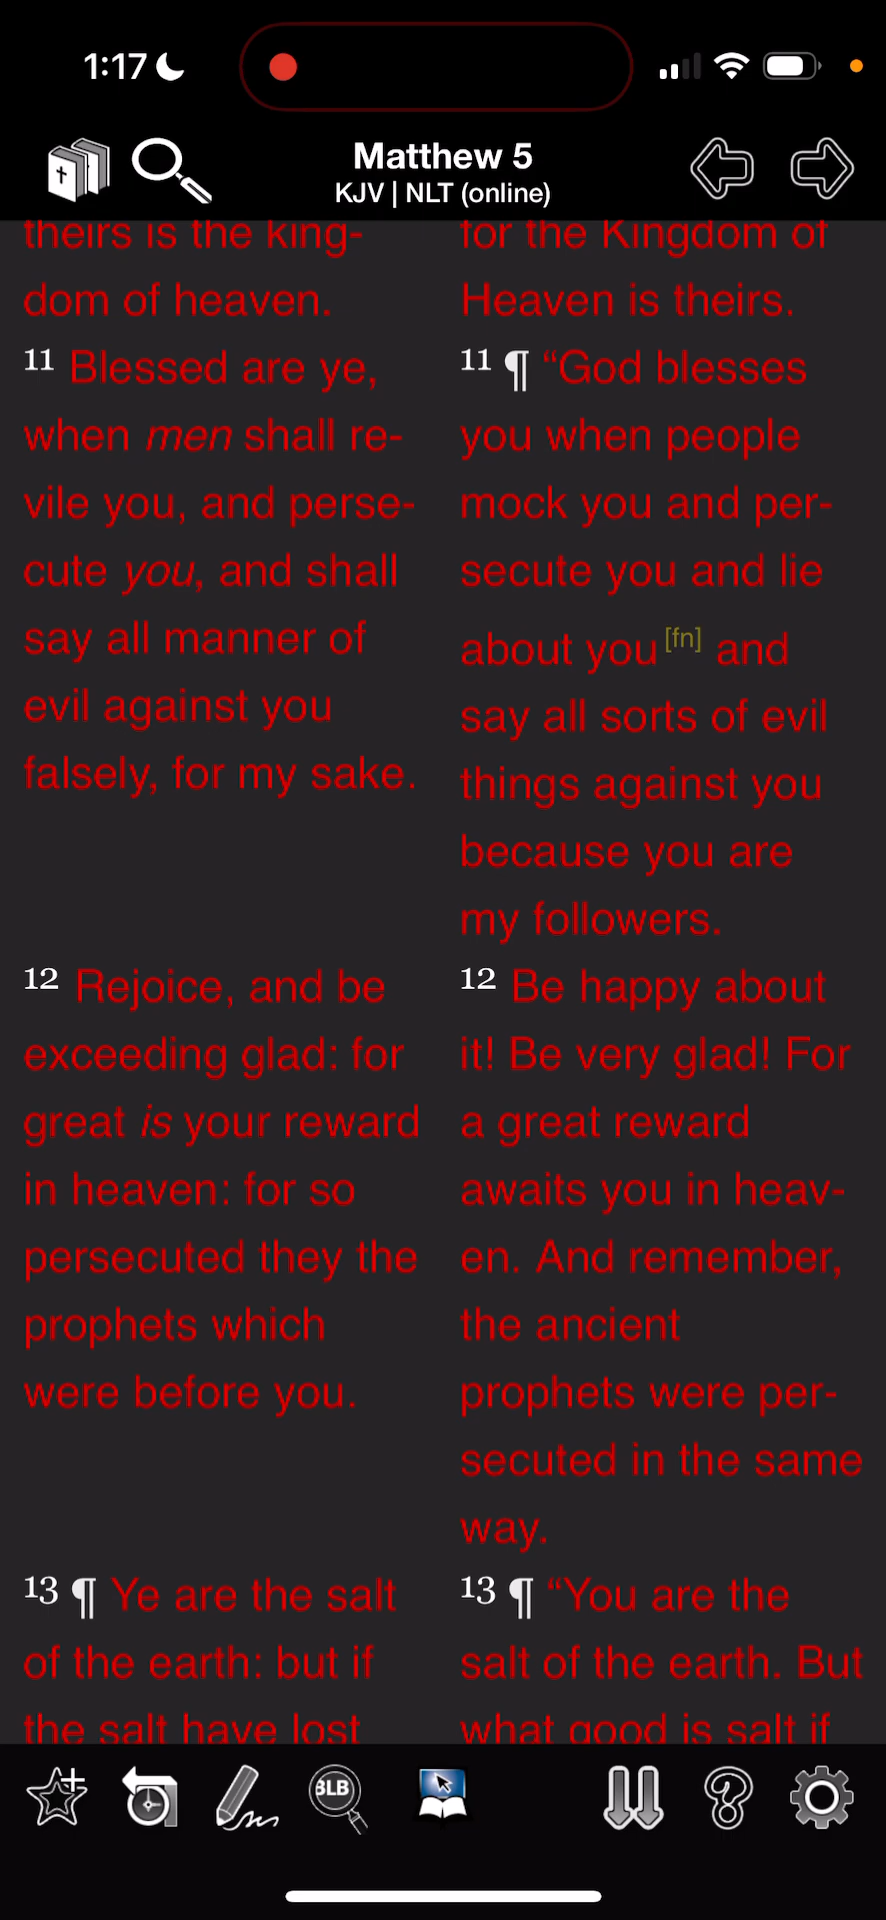 1:17
Matthew 5
KJV | NLT (online)
theirs is the king-
dom of heaven.
11 Blessed are ye,
when men shall re-
vile you, and perse-
cute you, and shall
say all manner of
evil against you
falsely, for my sake.
12 Rejoice, and be
exceeding glad: for
great is your reward
in heaven: for so
persecuted they the
prophets which
were before you.
13 ¶ Ye are the salt
of the earth: but if
the salt have lost
for the Kingdom of
Heaven is theirs.
11 ¶ “God blesses
you when people
mock you and per-
secute you and lie
about you [fn] and
say all sorts of evil
things against you
because you are
my followers.
12 Be happy about
it! Be very glad! For
a great reward
awaits you in heav-
en. And remember,
the ancient
prophets were per-
secuted in the same
way.
13 ¶ “You are the
salt of the earth. But
what good is salt if
BLB